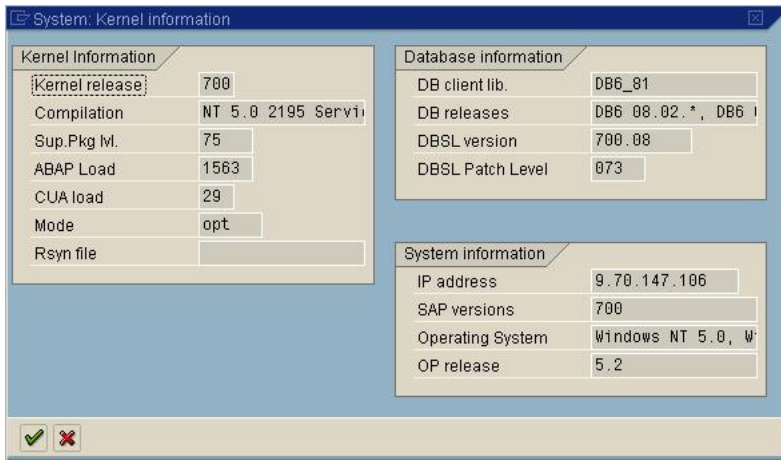 System: Kernel information
Kernel Information
Kernel release 700
Compilation NT 5.0 2195 Servi
Sup.Pkg lvl. 75
ABAP Load 1563
CUA load 29
Mode opt
Rsyn file
Database information
DB client lib. DB6_81
DB releases DB6 08.02.*, DB6
DBSL version 700.08
DBSL Patch Level 073
System information
IP address 9.70.147.106
SAP versions 700
Operating System Windows NT 5.0, W
OP release 5.2